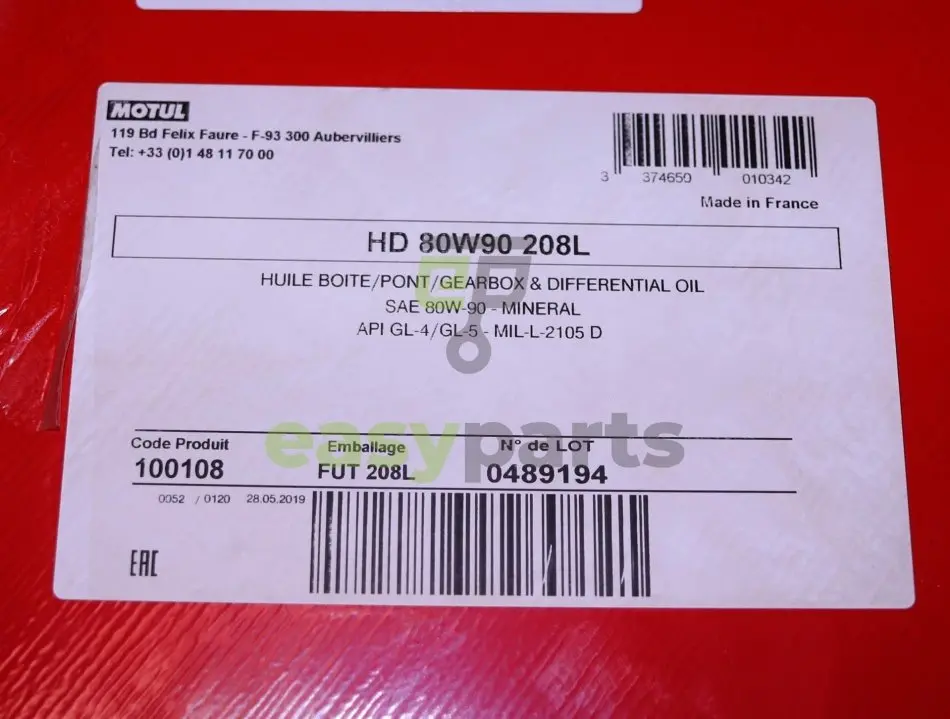 MOTUL
119 Bd Felix Faure - F-93 300 Aubervilliers
Tel: +33 (0)1 48 11 70 00
3 374650 010342
Made in France
HD 80W90 208L
HUILE BOITE/PONT/GEARBOX & DIFFERENTIAL OIL
SAE 80W-90 - MINERAL
API GL-4/GL-5 - MIL-L-2105 D
easyparts
Code Produit Emballage N° de LOT
100108 FUT 208L 0489194
0052 / 0120 28.05.2019
EAC